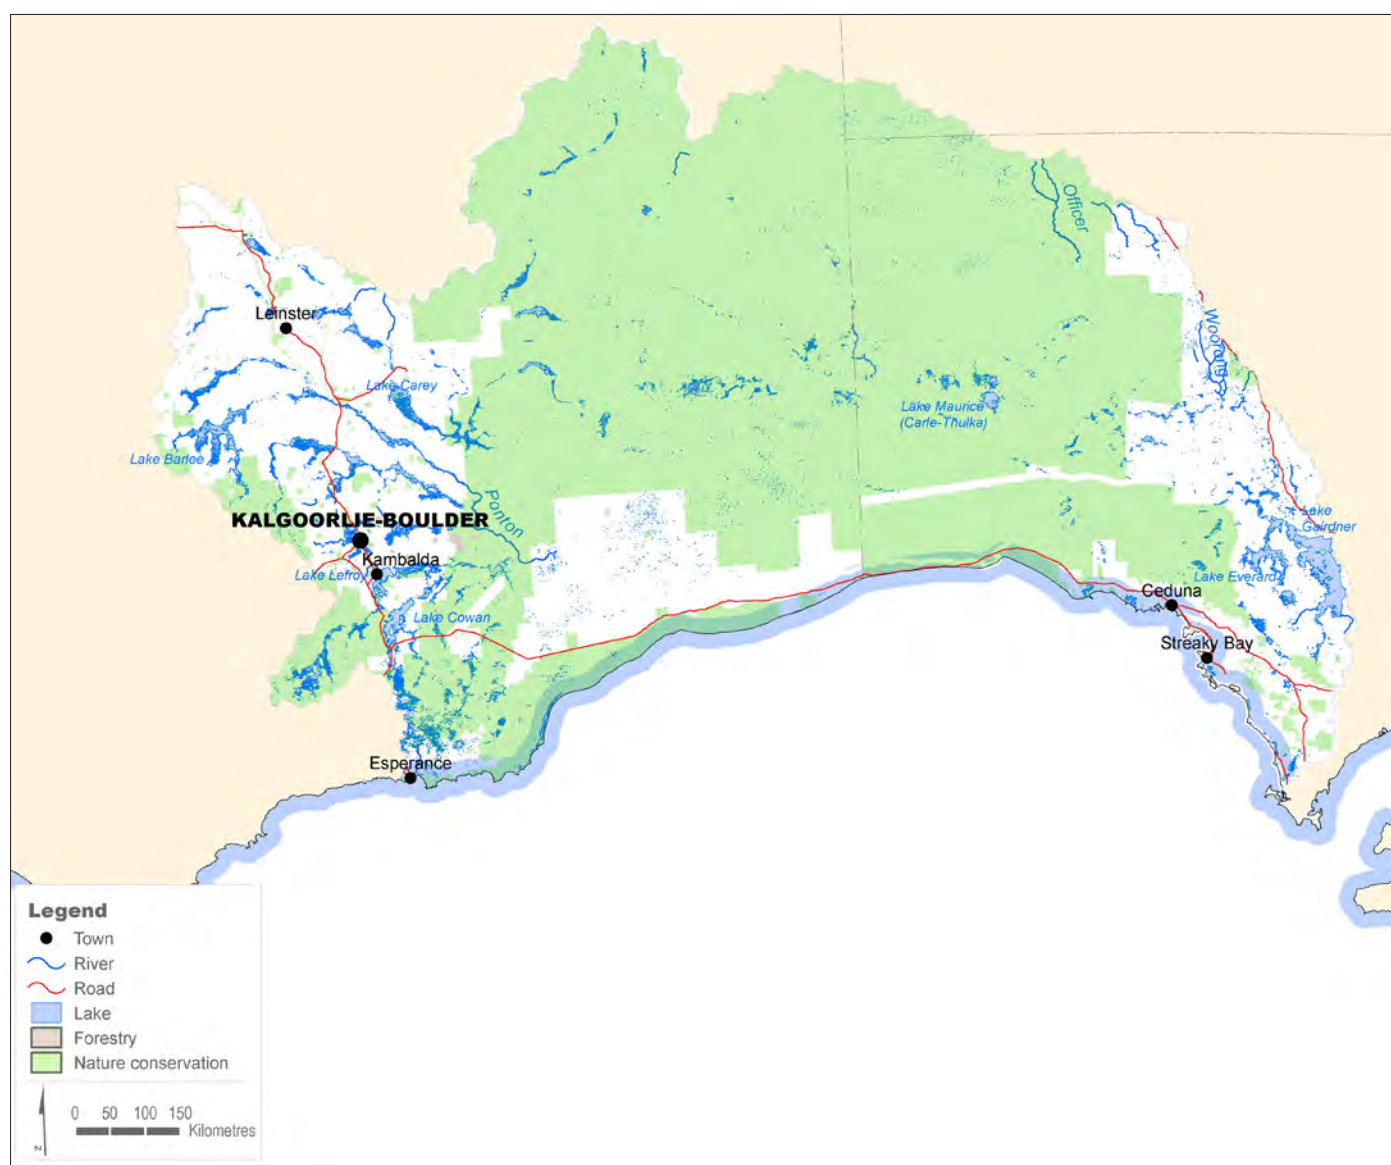 Officer
Leinster
Woorong
Lake Carey
Lake Maurice
(Carle-Thulka)
Lake Barlee
Ponton
KALGOORLIE-BOULDER
Lake
Gairdner
Kambalda
Lake Lefroy
Lake Everard
Ceduna
Lake Cowan
Streaky Bay
Esperance
Legend
Town
River
Road
Lake
Forestry
Nature conservation
0 50 100 150
Kilometres
N